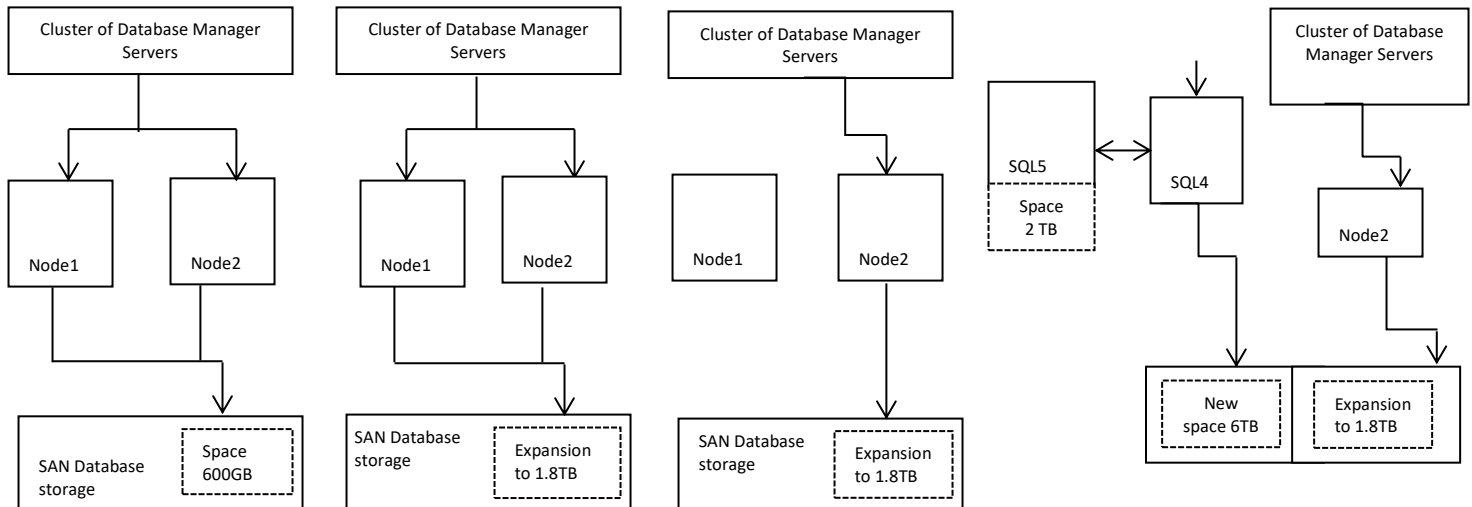 Cluster of Database Manager
Servers
Node1
Node2
SAN Database
storage
Space
600GB
Cluster of Database Manager
Servers
Node1
Node2
SAN Database
storage
Expansion
to 1.8TB
Cluster of Database Manager
Servers
Node1
Node2
SAN Database
storage
Expansion
to 1.8TB
SQL5
Space
2 TB
SQL4
New
space 6TB
Cluster of Database
Manager Servers
Node2
Expansion
to 1.8TB